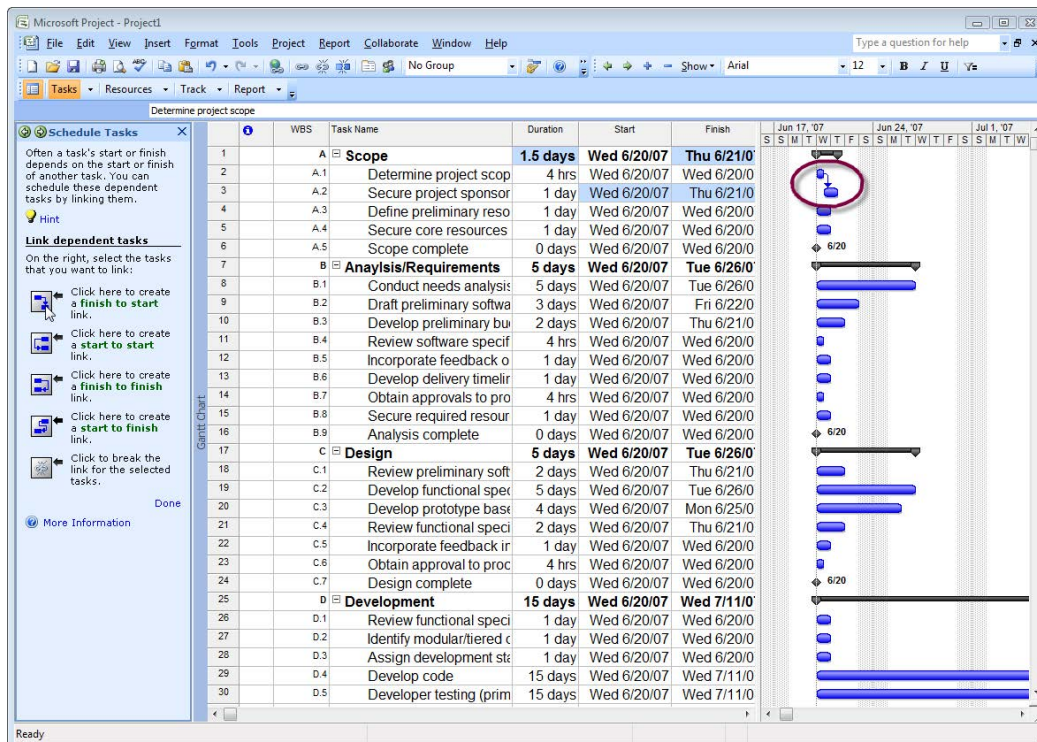 Microsoft Project - Project1
File Edit View Insert Format Tools Project Report Collaborate Window Help
Type a question for help
No Group
Show
Arial
12
B I U
Tasks Resources Track Report
Determine project scope
Schedule Tasks
Often a task's start or finish
depends on the start or finish
of another task. You can
schedule these dependent
tasks by linking them.
Hint
Link dependent tasks
On the right, select the tasks
that you want to link:
Click here to create
a finish to start
link.
Click here to create
a start to start
link.
Click here to create
a finish to finish
link.
Click here to create
a start to finish
link.
Click to break the
link for the selected
tasks.
Done
More Information
Gantt Chart
WBS Task Name Duration Start Finish
Jun 17, '07 Jun 24, '07 Jul 1, '07
S S M T W T F S S M T W T F S S M T W
1 A Scope 1.5 days Wed 6/20/07 Thu 6/21/0
2 A.1 Determine project scop 4 hrs Wed 6/20/07 Wed 6/20/0
3 A.2 Secure project sponsor 1 day Wed 6/20/07 Thu 6/21/0
4 A.3 Define preliminary reso 1 day Wed 6/20/07 Wed 6/20/0
5 A.4 Secure core resources 1 day Wed 6/20/07 Wed 6/20/0
6 A.5 Scope complete 0 days Wed 6/20/07 Wed 6/20/0 6/20
7 B Anaylsis/Requirements 5 days Wed 6/20/07 Tue 6/26/0
8 B.1 Conduct needs analysis 5 days Wed 6/20/07 Tue 6/26/0
9 B.2 Draft preliminary softwa 3 days Wed 6/20/07 Fri 6/22/0
10 B.3 Develop preliminary bu 2 days Wed 6/20/07 Thu 6/21/0
11 B.4 Review software specif 4 hrs Wed 6/20/07 Wed 6/20/0
12 B.5 Incorporate feedback o 1 day Wed 6/20/07 Wed 6/20/0
13 B.6 Develop delivery timelir 1 day Wed 6/20/07 Wed 6/20/0
14 B.7 Obtain approvals to pro 4 hrs Wed 6/20/07 Wed 6/20/0
15 B.8 Secure required resour 1 day Wed 6/20/07 Wed 6/20/0
16 B.9 Analysis complete 0 days Wed 6/20/07 Wed 6/20/0 6/20
17 C Design 5 days Wed 6/20/07 Tue 6/26/0
18 C.1 Review preliminary soft 2 days Wed 6/20/07 Thu 6/21/0
19 C.2 Develop functional spec 5 days Wed 6/20/07 Tue 6/26/0
20 C.3 Develop prototype base 4 days Wed 6/20/07 Mon 6/25/0
21 C.4 Review functional speci 2 days Wed 6/20/07 Thu 6/21/0
22 C.5 Incorporate feedback ir 1 day Wed 6/20/07 Wed 6/20/0
23 C.6 Obtain approval to proc 4 hrs Wed 6/20/07 Wed 6/20/0
24 C.7 Design complete 0 days Wed 6/20/07 Wed 6/20/0 6/20
25 D Development 15 days Wed 6/20/07 Wed 7/11/0
26 D.1 Review functional speci 1 day Wed 6/20/07 Wed 6/20/0
27 D.2 Identify modular/tiered c 1 day Wed 6/20/07 Wed 6/20/0
28 D.3 Assign development sta 1 day Wed 6/20/07 Wed 6/20/0
29 D.4 Develop code 15 days Wed 6/20/07 Wed 7/11/0
30 D.5 Developer testing (prim 15 days Wed 6/20/07 Wed 7/11/0
Ready